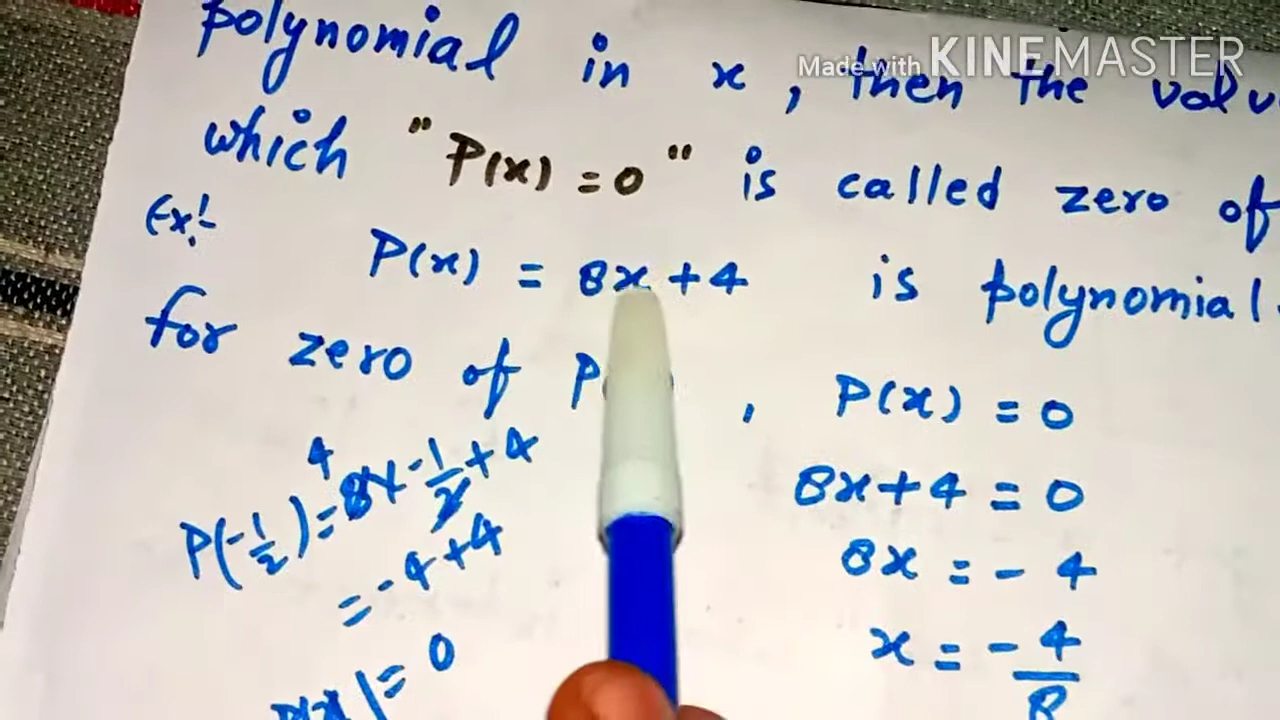 Made with KINEMASTER
polynomial in x, then the valu
which "P(x) = 0" is called zero of
Ex:-
P(x) = 8x + 4 is polynomial.
for zero of P , P(x) = 0
P(-1/2) = 8x -1/2 + 4
4
= -4 + 4
= 0
8x + 4 = 0
8x = - 4
x = - 4/8